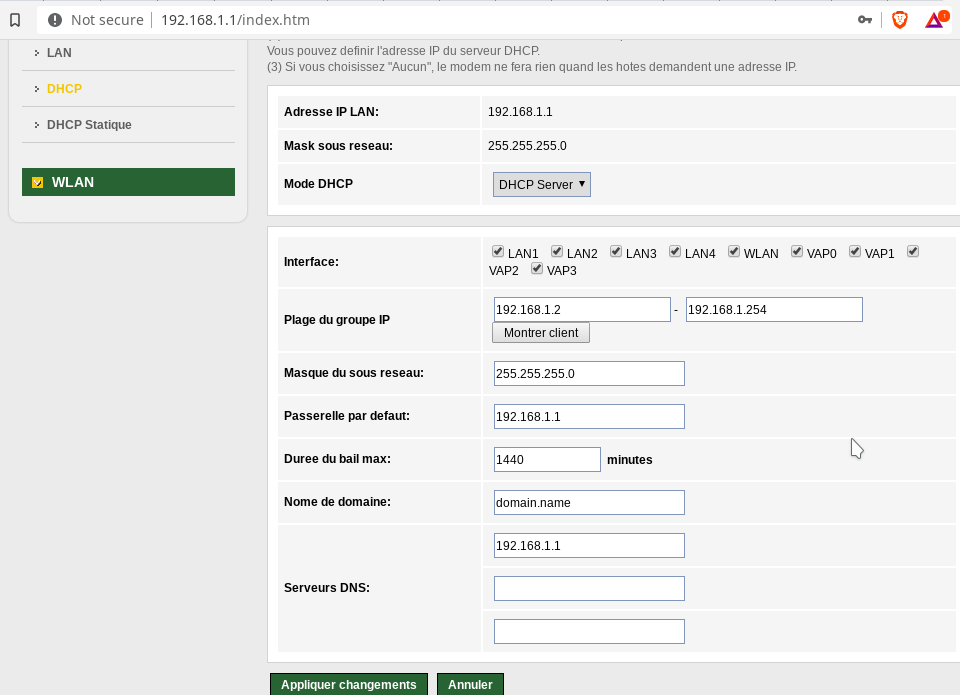 Not secure | 192.168.1.1/index.htm
LAN
DHCP
DHCP Statique
WLAN
Vous pouvez definir l'adresse IP du serveur DHCP.
(3) Si vous choisissez "Aucun", le modem ne fera rien quand les hotes demandent une adresse IP.
Adresse IP LAN: 192.168.1.1
Mask sous reseau: 255.255.255.0
Mode DHCP DHCP Server
Interface: LAN1 LAN2 LAN3 LAN4 WLAN VAP0 VAP1
VAP2 VAP3
Plage du groupe IP 192.168.1.2 - 192.168.1.254
Montrer client
Masque du sous reseau: 255.255.255.0
Passerelle par defaut: 192.168.1.1
Duree du bail max: 1440 minutes
Nome de domaine: domain.name
192.168.1.1
Serveurs DNS:
Appliquer changements Annuler